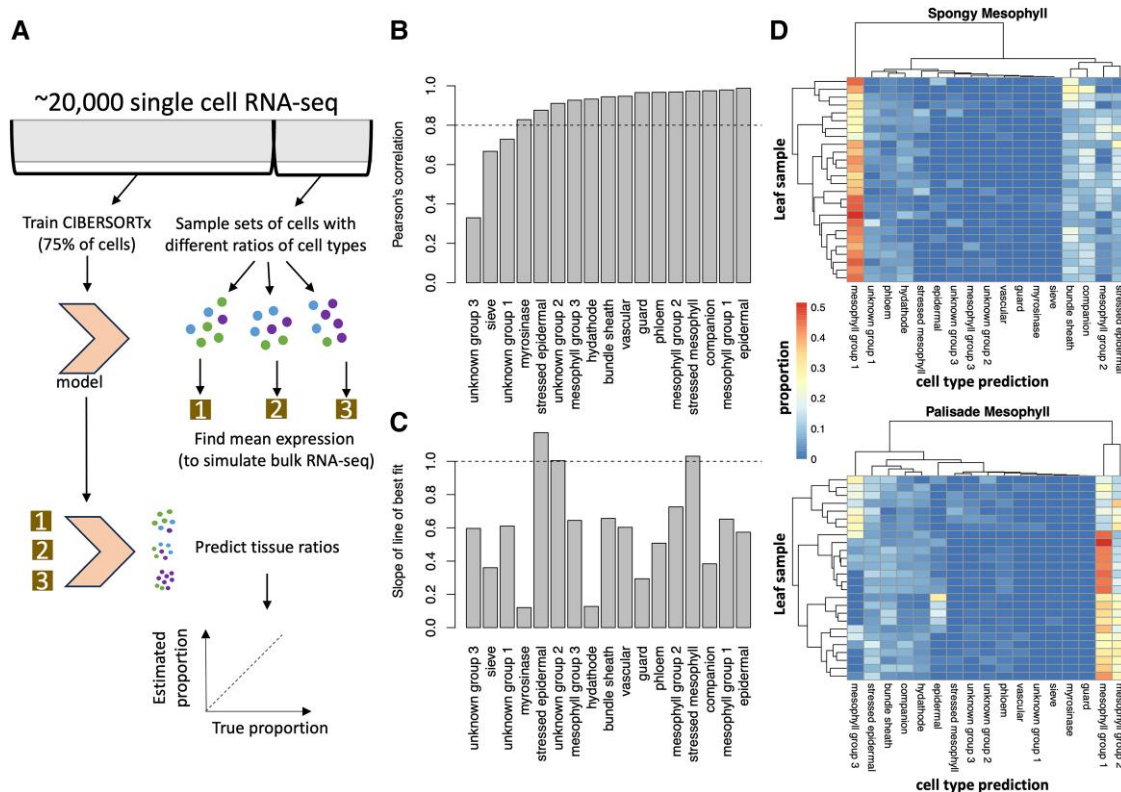 A
~20,000 single cell RNA-seq
Train CIBERSORTx
(75% of cells)
Sample sets of cells with
different ratios of cell types
model
1 2 3
Find mean expression
(to simulate bulk RNA-seq)
1
2
3
Predict tissue ratios
Estimated
proportion
True proportion
B
Pearson's correlation
1.0
0.8
0.6
0.4
0.2
0.0
unknown group 3
sieve
unknown group 1
myrosinase
stressed epidermal
unknown group 2
mesophyll group 3
hydathode
bundle sheath
vascular
guard
phloem
mesophyll group 2
stressed mesophyll
companion
mesophyll group 1
epidermal
C
Slope of line of best fit
1.0
0.8
0.6
0.4
0.2
0.0
unknown group 3
sieve
unknown group 1
myrosinase
stressed epidermal
unknown group 2
mesophyll group 3
hydathode
bundle sheath
vascular
guard
phloem
mesophyll group 2
stressed mesophyll
companion
mesophyll group 1
epidermal
D
Spongy Mesophyll
Leaf sample
mesophyll group 1
unknown group 1
phloem
hydathode
stressed mesophyll
epidermal
unknown group 3
mesophyll group 3
unknown group 2
vascular
guard
myrosinase
sieve
bundle sheath
companion
mesophyll group 2
stressed epidermal
cell type prediction
0.5
0.4
0.3
0.2
0.1
0
proportion
Palisade Mesophyll
Leaf sample
mesophyll group 3
stressed epidermal
bundle sheath
companion
hydathode
epidermal
stressed mesophyll
unknown group 3
unknown group 2
phloem
vascular
unknown group 1
sieve
myrosinase
guard
mesophyll group 1
mesophyll group 2
cell type prediction